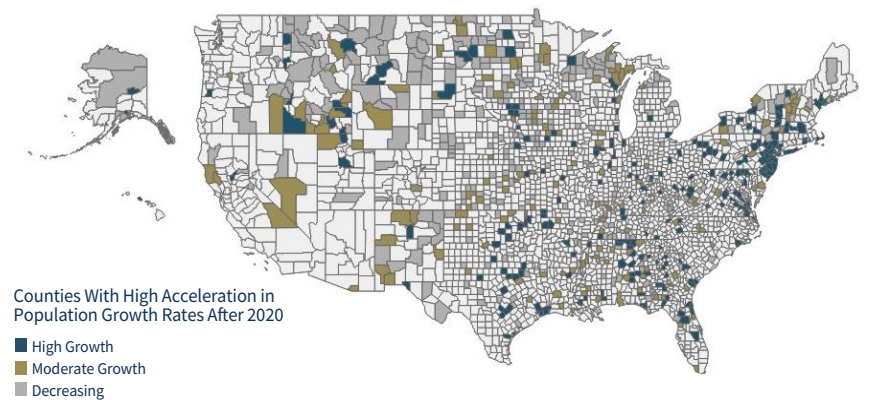 Counties With High Acceleration in
Population Growth Rates After 2020
High Growth
Moderate Growth
Decreasing